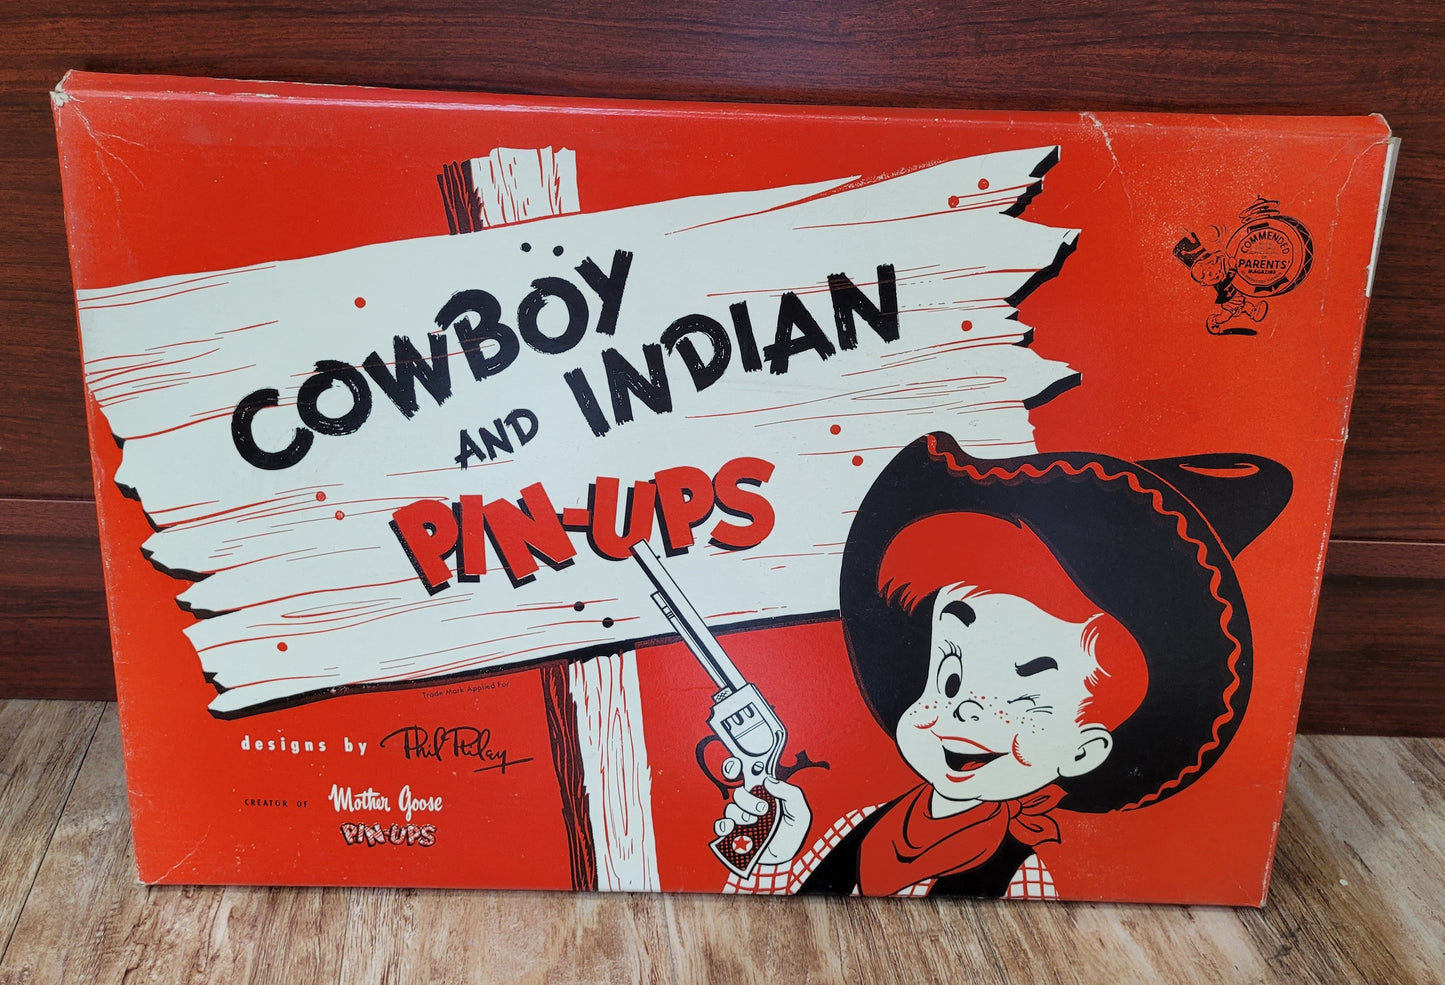 COWBOY
AND INDIAN
PIN-UPS
COMMENDED
PARENTS'
MAGAZINE
Trade Mark Applied For
designs by Phil Riley
CREATOR OF Mother Goose
PIN-UPS